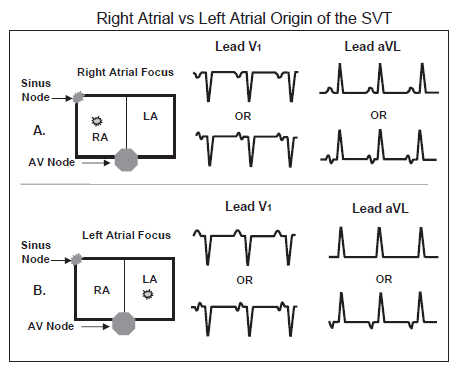 Right Atrial vs Left Atrial Origin of the SVT
Lead V1
Lead aVL
Right Atrial Focus
Sinus
Node
LA
OR
OR
A.
RA
AV Node
Lead V1
Lead aVL
Left Atrial Focus
Sinus
Node
LA
OR
OR
B.
RA
AV Node